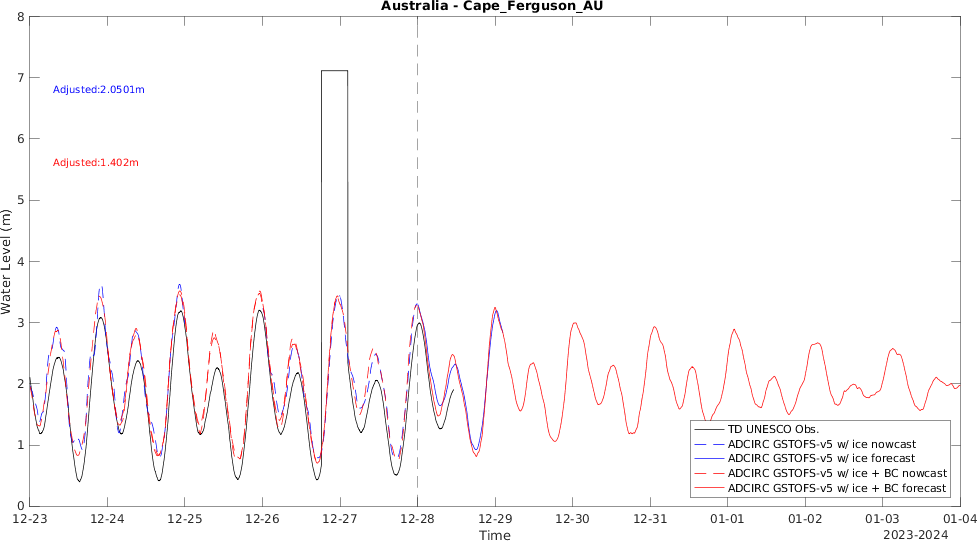 Australia - Cape_Ferguson_AU
8
7
6
5
4
3
2
1
0
Water Level (m)
Adjusted:2.0501m
Adjusted:1.402m
TD UNESCO Obs.
ADCIRC GSTOFS-v5 w/ ice nowcast
ADCIRC GSTOFS-v5 w/ ice forecast
ADCIRC GSTOFS-v5 w/ ice + BC nowcast
ADCIRC GSTOFS-v5 w/ ice + BC forecast
12-23 12-24 12-25 12-26 12-27 12-28 12-29 12-30 12-31 01-01 01-02 01-03 01-04
Time
2023-2024